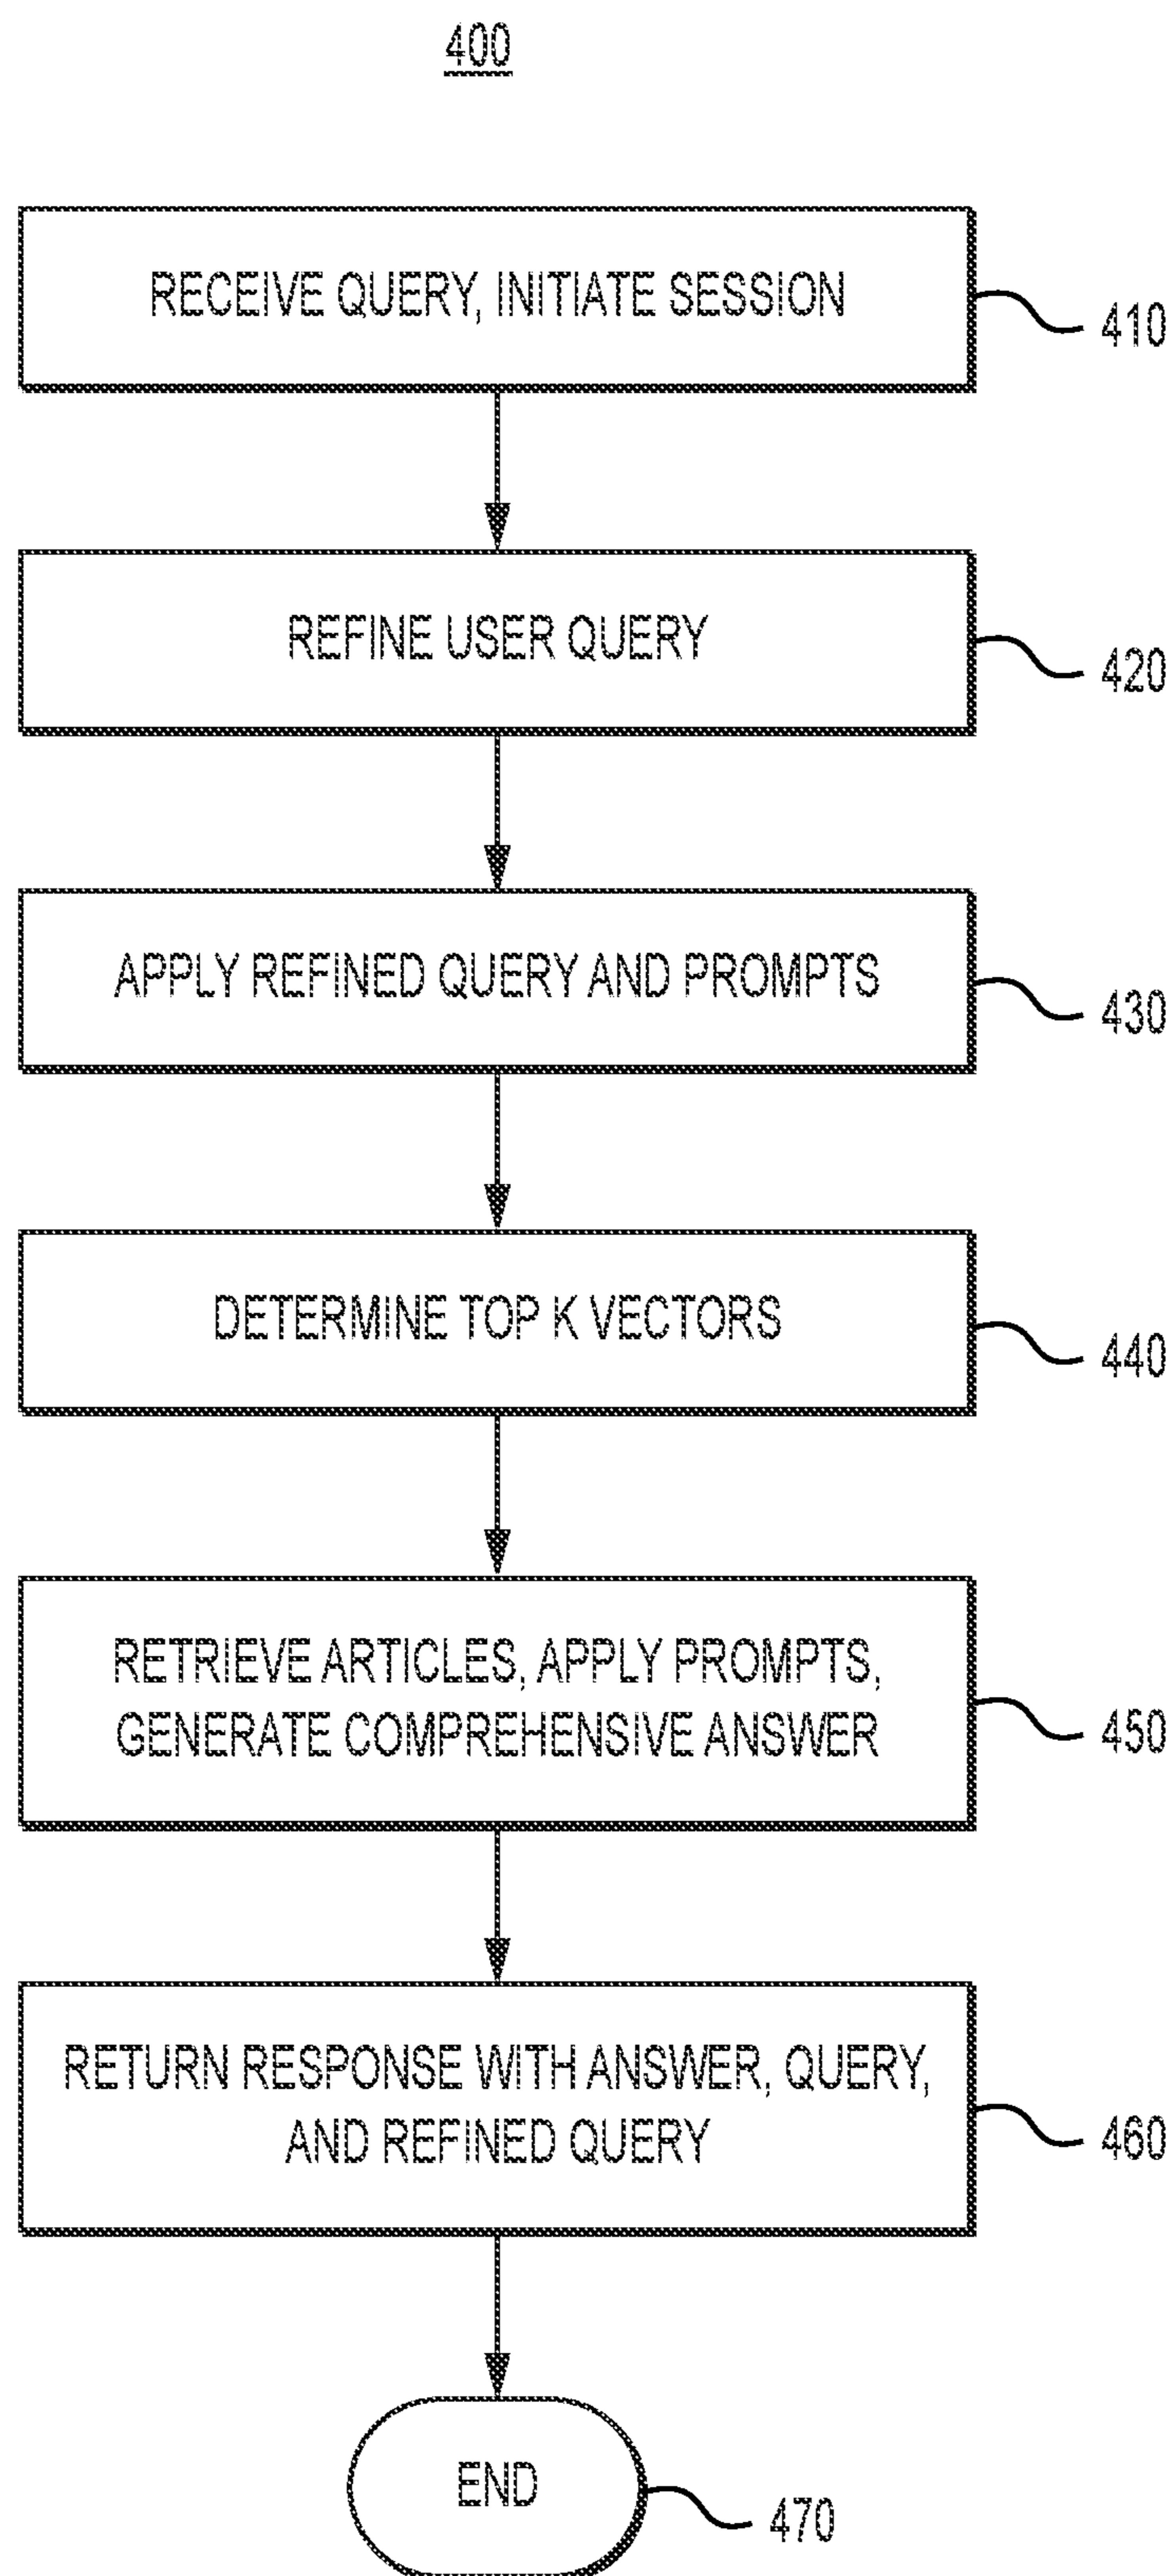 400
RECEIVE QUERY, INITIATE SESSION
410
REFINE USER QUERY
420
APPLY REFINED QUERY AND PROMPTS
430
DETERMINE TOP K VECTORS
440
RETRIEVE ARTICLES, APPLY PROMPTS,
GENERATE COMPREHENSIVE ANSWER
450
RETURN RESPONSE WITH ANSWER, QUERY,
AND REFINED QUERY
460
END
470